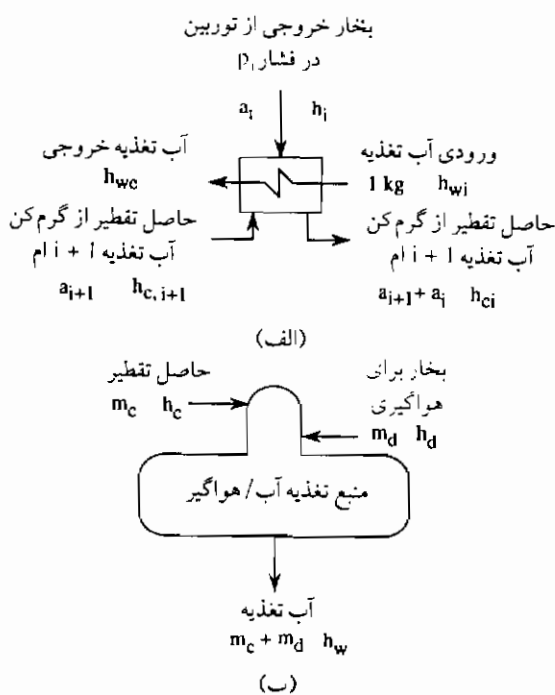 بخار خروجی از توربین
در فشار p₁
aᵢ hᵢ
آب تغذیه خروجی
h_wc
ورودی آب تغذیه
1 kg h_wi
حاصل تقطیر از گرم کن
آب تغذیه i + 1 ام
a_i+1 h_c,i+1
حاصل تقطیر از گرم کن
آب تغذیه i + 1 ام
a_i+1 + a_i h_ci
(الف)
حاصل تقطیر
m_c h_c
بخار برای
هواگیری
m_d h_d
منبع تغذیه آب / هواگیر
آب تغذیه
m_c + m_d h_w
(ب)